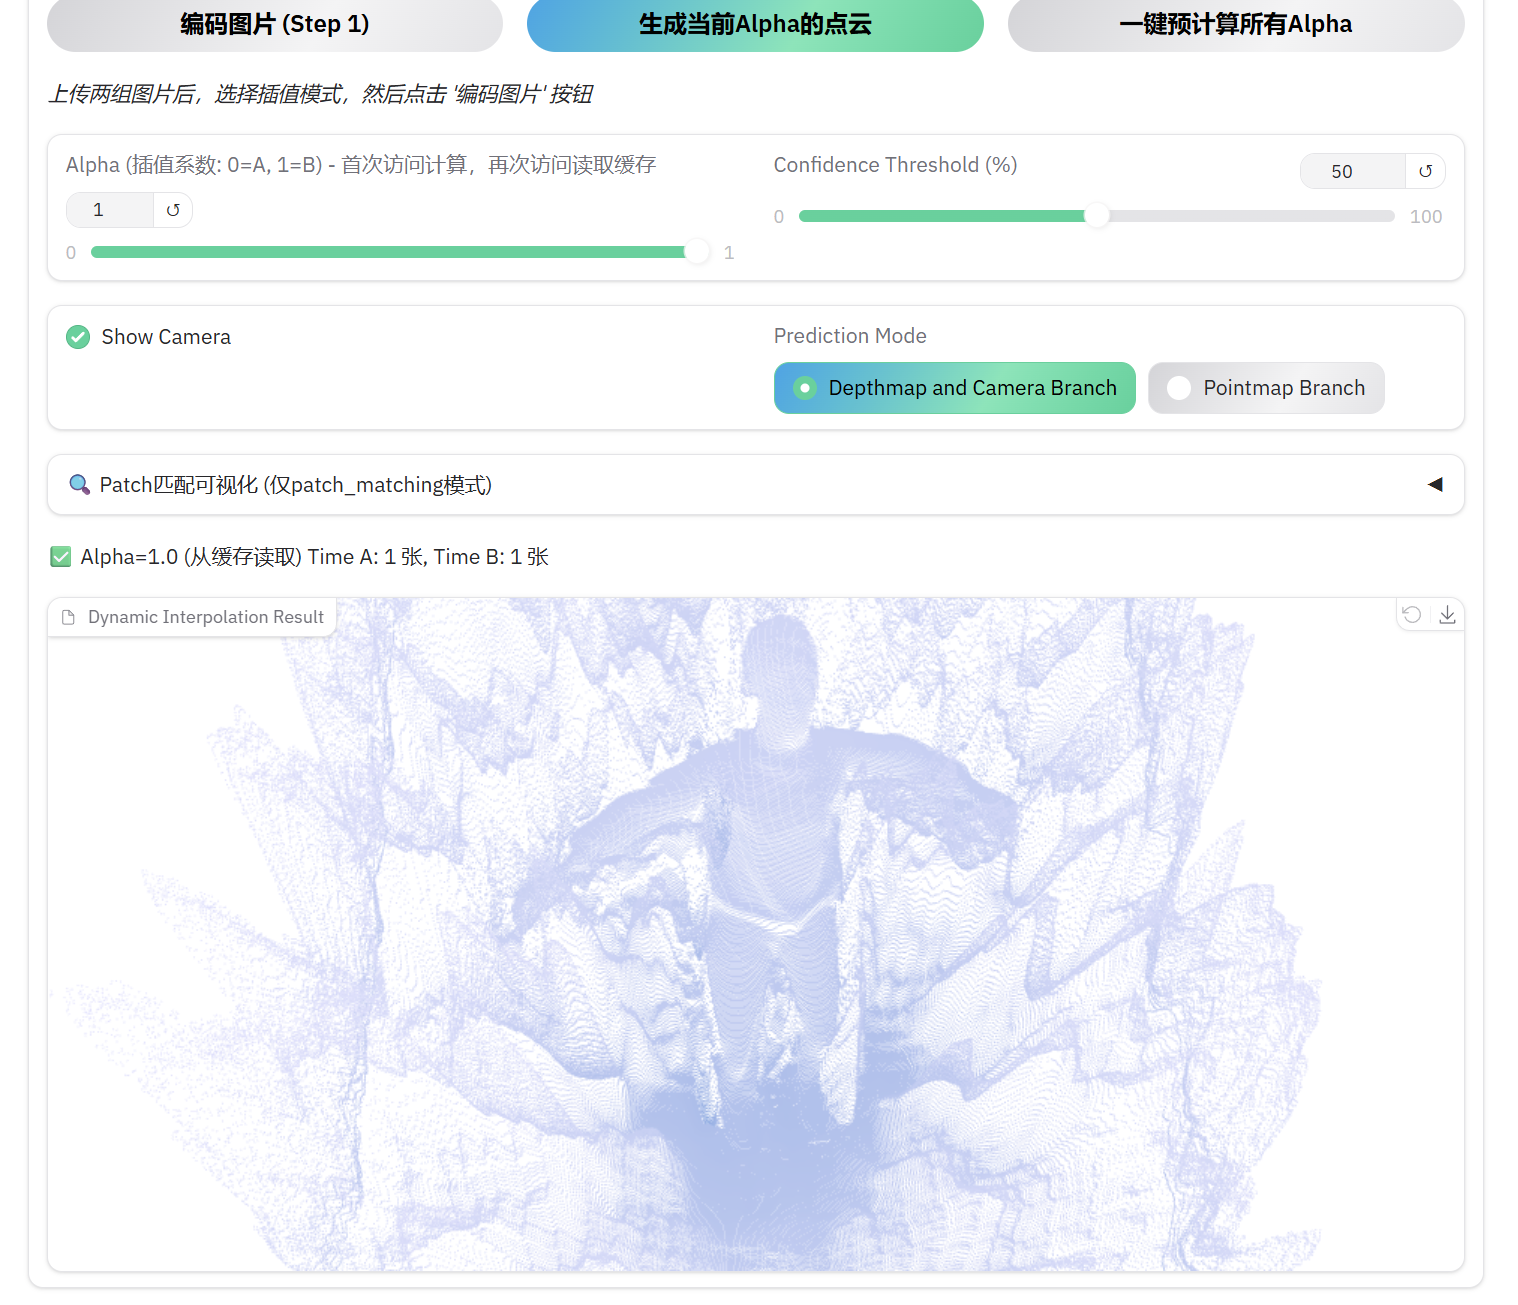 编码图片 (Step 1)
生成当前Alpha的点云
一键预计算所有Alpha
上传两组图片后，选择插值模式，然后点击 '编码图片' 按钮
Alpha (插值系数: 0=A, 1=B) - 首次访问计算，再次访问读取缓存
1
0
1
Confidence Threshold (%)
50
0
100
Show Camera
Prediction Mode
Depthmap and Camera Branch
Pointmap Branch
Patch匹配可视化 (仅patch_matching模式)
Alpha=1.0 (从缓存读取) Time A: 1 张, Time B: 1 张
Dynamic Interpolation Result